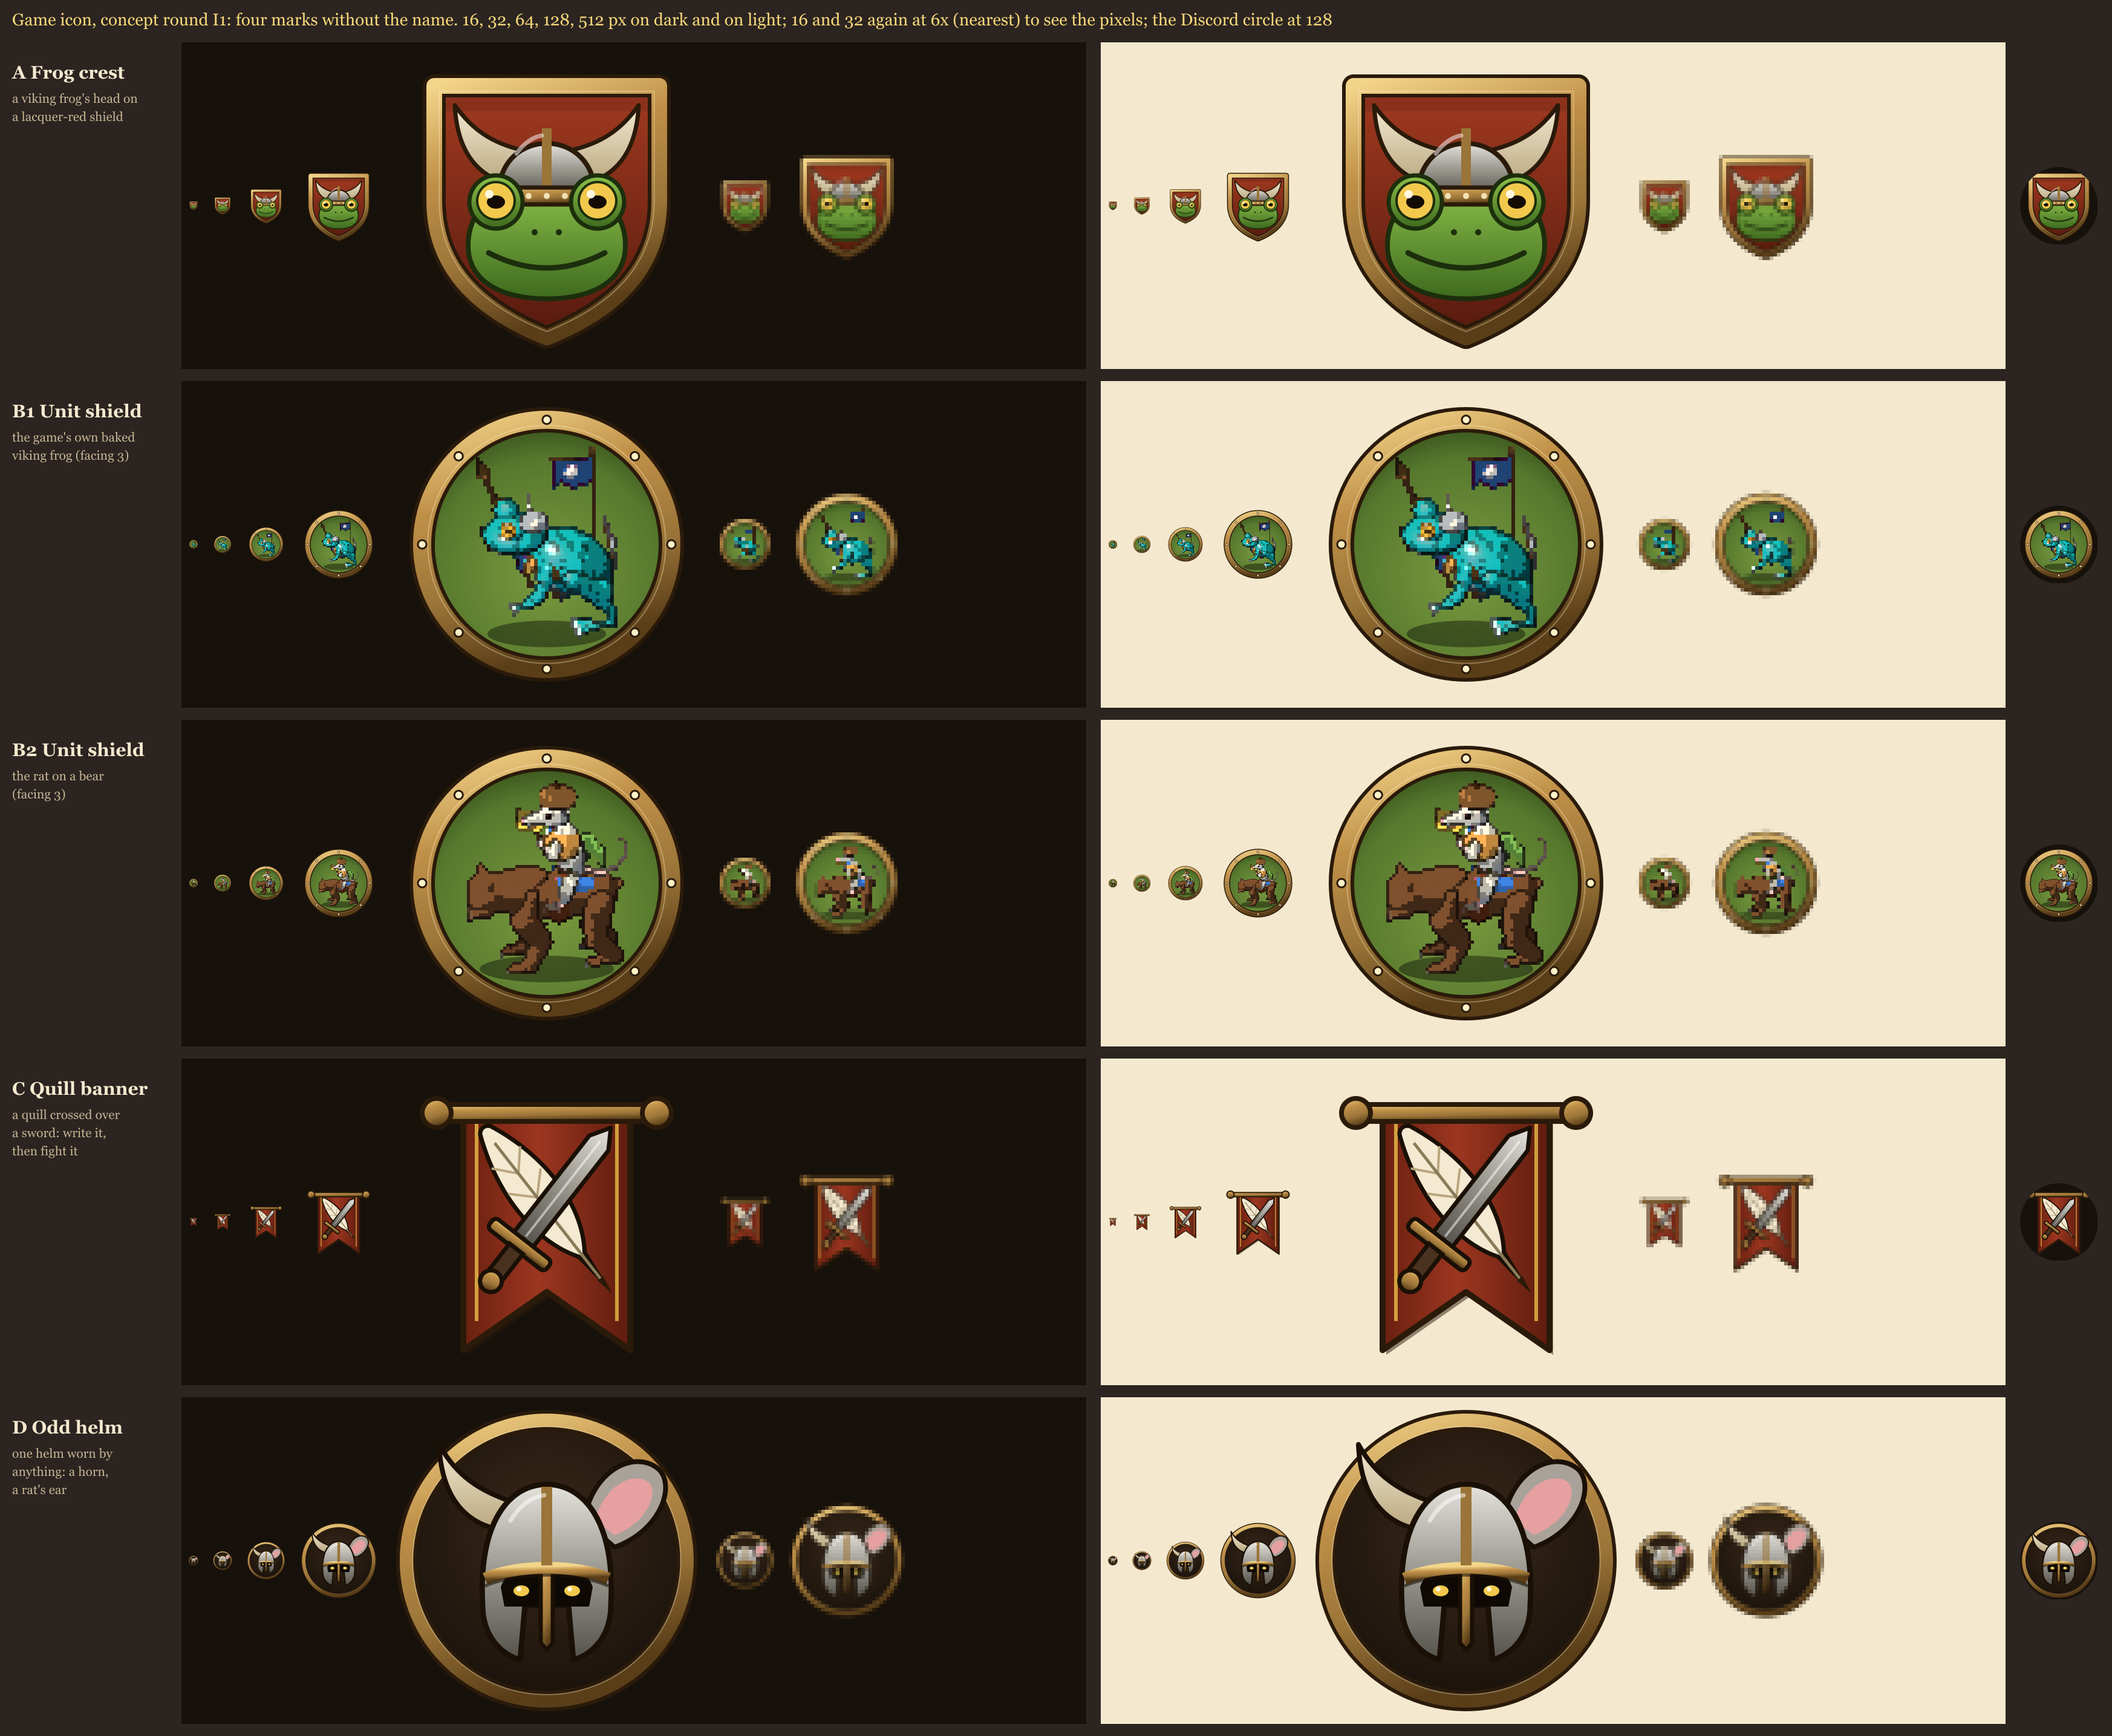 Game icon, concept round I1: four marks without the name. 16, 32, 64, 128, 512 px on dark and on light; 16 and 32 again at 6x (nearest) to see the pixels; the Discord circle at 128
A Frog crest
a viking frog's head on
a lacquer-red shield
B1 Unit shield
the game's own baked
viking frog (facing 3)
B2 Unit shield
the rat on a bear
(facing 3)
C Quill banner
a quill crossed over
a sword: write it,
then fight it
D Odd helm
one helm worn by
anything: a horn,
a rat's ear